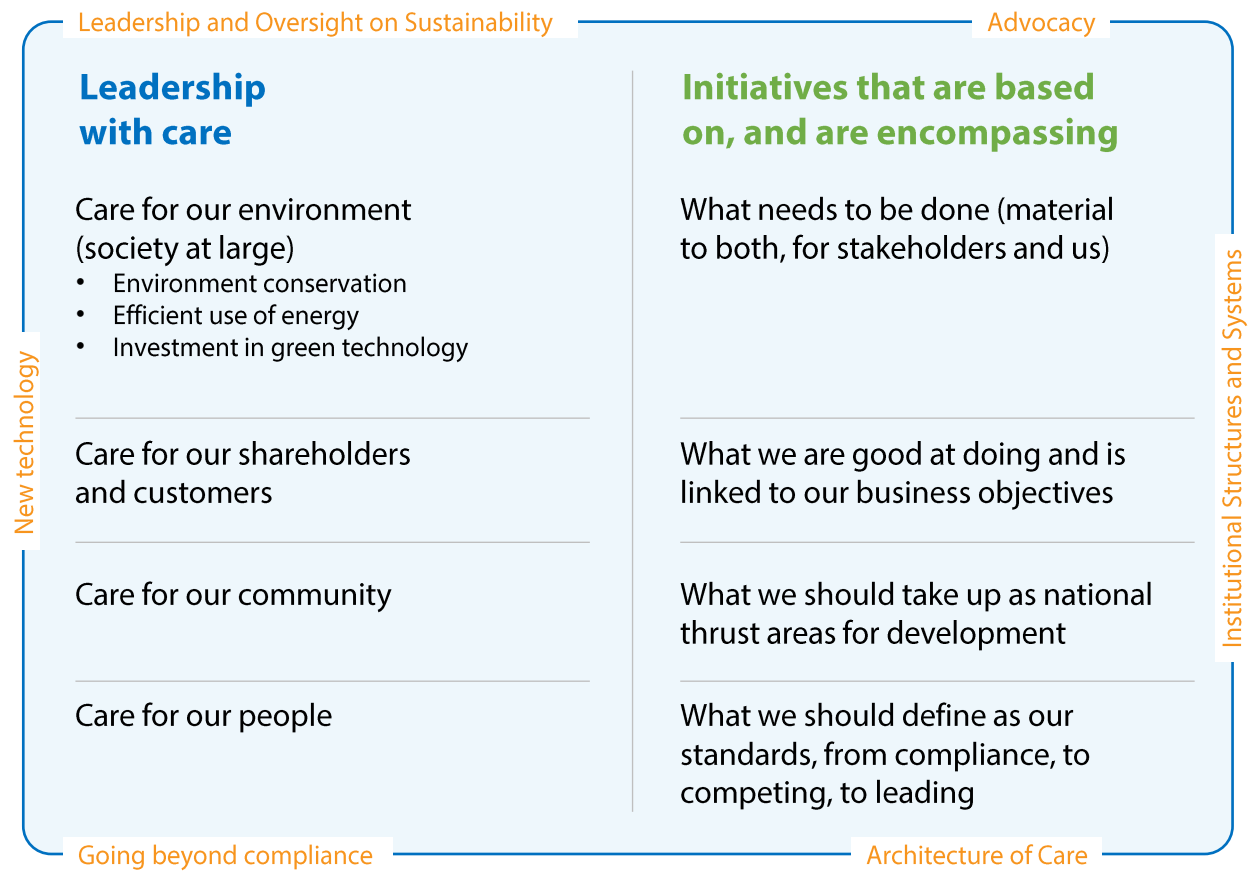 Leadership and Oversight on Sustainability
Advocacy
Leadership
with care
Care for our environment
(society at large)
• Environment conservation
• Efficient use of energy
• Investment in green technology
Care for our shareholders
and customers
Care for our community
Care for our people
Initiatives that are based
on, and are encompassing
What needs to be done (material
to both, for stakeholders and us)
What we are good at doing and is
linked to our business objectives
What we should take up as national
thrust areas for development
What we should define as our
standards, from compliance, to
competing, to leading
New technology
Institutional Structures and Systems
Going beyond compliance
Architecture of Care